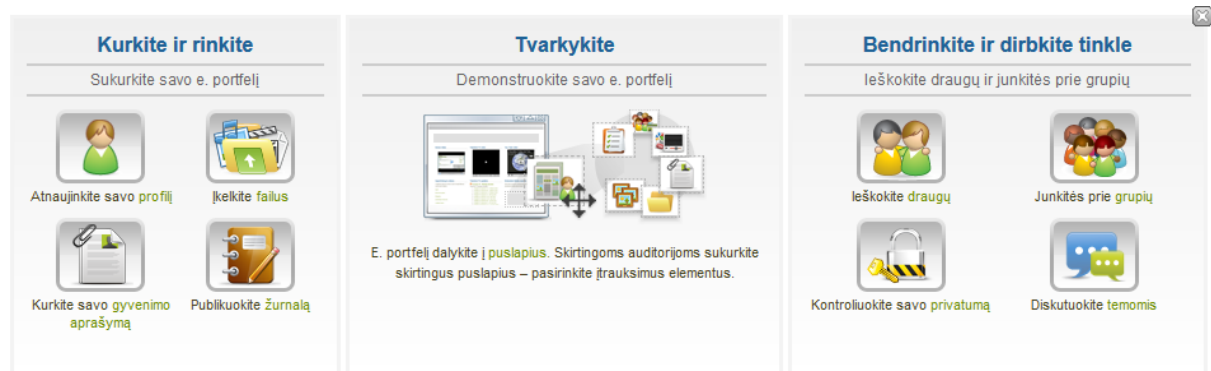 Kurkite ir rinkite
Sukurkite savo e. portfelį
Atnaujinkite savo profilį
Įkelkite failus
Kurkite savo gyvenimo
aprašymą
Publikuokite žurnalą
Tvarkykite
Demonstruokite savo e. portfelį
E. portfelį dalykite į puslapius. Skirtingoms auditorijoms sukurkite
skirtingus puslapius – pasirinkite įtrauksimus elementus.
Bendrinkite ir dirbkite tinkle
Ieškokite draugų ir junkitės prie grupių
Ieškokite draugų
Junkitės prie grupių
Kontroliuokite savo privatumą
Diskutuokite temomis